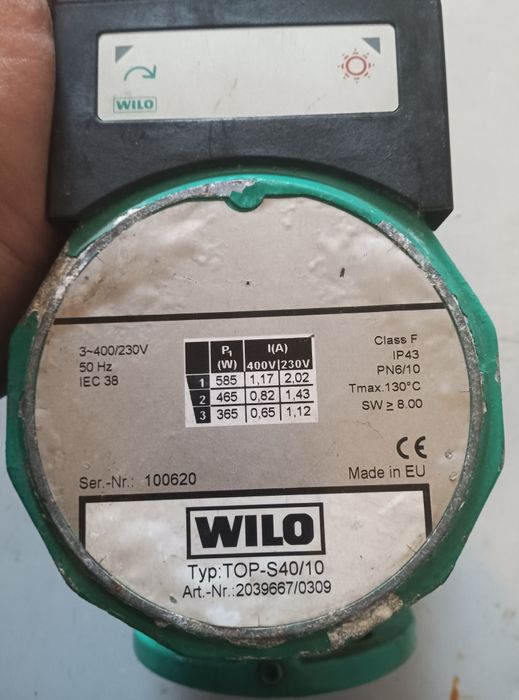 WILO
3~400/230V
50 Hz
IEC 38
P1 I(A)
(W) 400V 230V
1 585 1,17 2,02
2 465 0,82 1,43
3 365 0,65 1,12
Class F
IP43
PN6/10
Tmax.130°C
SW ≥ 8.00
CE
Ser.-Nr.: 100620
Made in EU
WILO
Typ:TOP-S40/10
Art.-Nr.:2039667/0309